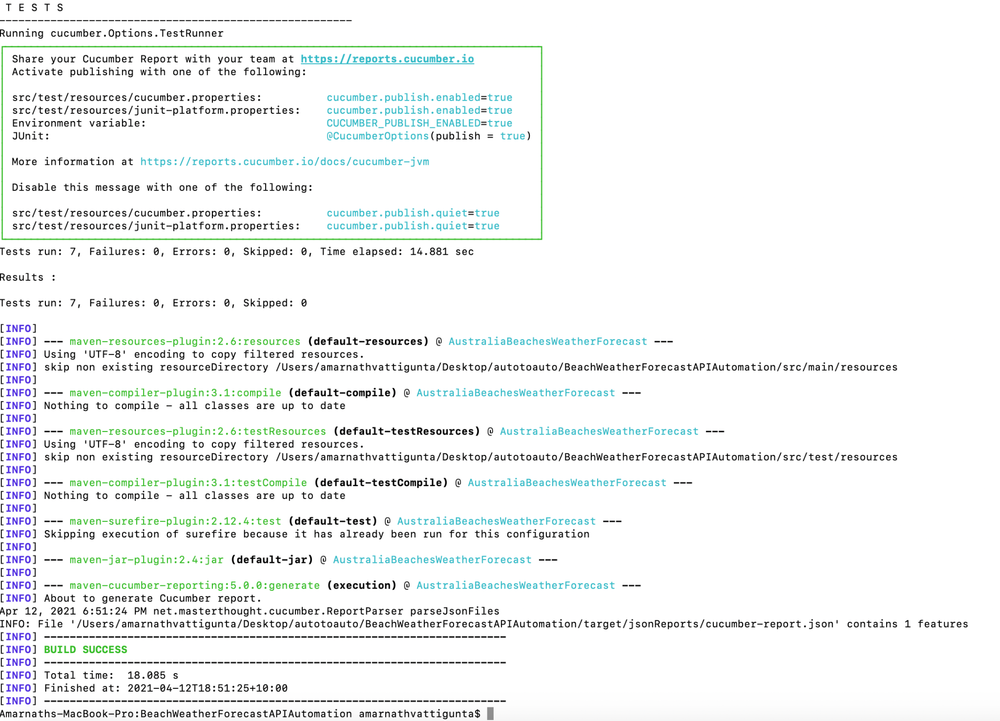 T E S T S
-------------------------------------------------------
Running cucumber.Options.TestRunner
Share your Cucumber Report with your team at https://reports.cucumber.io
Activate publishing with one of the following:
src/test/resources/cucumber.properties: cucumber.publish.enabled=true
src/test/resources/junit-platform.properties: cucumber.publish.enabled=true
Environment variable: CUCUMBER_PUBLISH_ENABLED=true
JUnit: @CucumberOptions(publish = true)
More information at https://reports.cucumber.io/docs/cucumber-jvm
Disable this message with one of the following:
src/test/resources/cucumber.properties: cucumber.publish.quiet=true
src/test/resources/junit-platform.properties: cucumber.publish.quiet=true
Tests run: 7, Failures: 0, Errors: 0, Skipped: 0, Time elapsed: 14.881 sec
Results :
Tests run: 7, Failures: 0, Errors: 0, Skipped: 0
[INFO]
[INFO] --- maven-resources-plugin:2.6:resources (default-resources) @ AustraliaBeachesWeatherForecast ---
[INFO] Using 'UTF-8' encoding to copy filtered resources.
[INFO] skip non existing resourceDirectory /Users/amarnathvattigunta/Desktop/autotoauto/BeachWeatherForecastAPIAutomation/src/main/resources
[INFO]
[INFO] --- maven-compiler-plugin:3.1:compile (default-compile) @ AustraliaBeachesWeatherForecast ---
[INFO] Nothing to compile - all classes are up to date
[INFO]
[INFO] --- maven-resources-plugin:2.6:testResources (default-testResources) @ AustraliaBeachesWeatherForecast ---
[INFO] Using 'UTF-8' encoding to copy filtered resources.
[INFO] skip non existing resourceDirectory /Users/amarnathvattigunta/Desktop/autotoauto/BeachWeatherForecastAPIAutomation/src/test/resources
[INFO]
[INFO] --- maven-compiler-plugin:3.1:testCompile (default-testCompile) @ AustraliaBeachesWeatherForecast ---
[INFO] Nothing to compile - all classes are up to date
[INFO]
[INFO] --- maven-surefire-plugin:2.12.4:test (default-test) @ AustraliaBeachesWeatherForecast ---
[INFO] Skipping execution of surefire because it has already been run for this configuration
[INFO]
[INFO] --- maven-jar-plugin:2.4:jar (default-jar) @ AustraliaBeachesWeatherForecast ---
[INFO]
[INFO] --- maven-cucumber-reporting:5.0.0:generate (execution) @ AustraliaBeachesWeatherForecast ---
[INFO] About to generate Cucumber report.
Apr 12, 2021 6:51:24 PM net.masterthought.cucumber.ReportParser parseJsonFiles
INFO: File '/Users/amarnathvattigunta/Desktop/autotoauto/BeachWeatherForecastAPIAutomation/target/jsonReports/cucumber-report.json' contains 1 features
[INFO] ------------------------------------------------------------------------
[INFO] BUILD SUCCESS
[INFO] ------------------------------------------------------------------------
[INFO] Total time:  18.085 s
[INFO] Finished at: 2021-04-12T18:51:25+10:00
[INFO] ------------------------------------------------------------------------
Amarnaths-MacBook-Pro:BeachWeatherForecastAPIAutomation amarnathvattigunta$